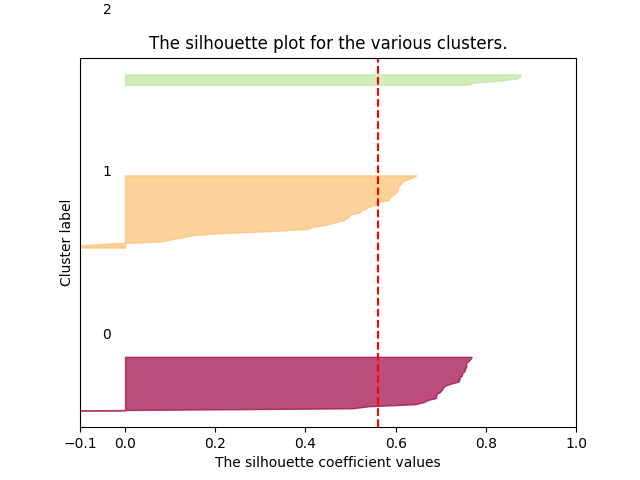 2
The silhouette plot for the various clusters.
1
Cluster label
0
−0.1 0.0 0.2 0.4 0.6 0.8 1.0
The silhouette coefficient values